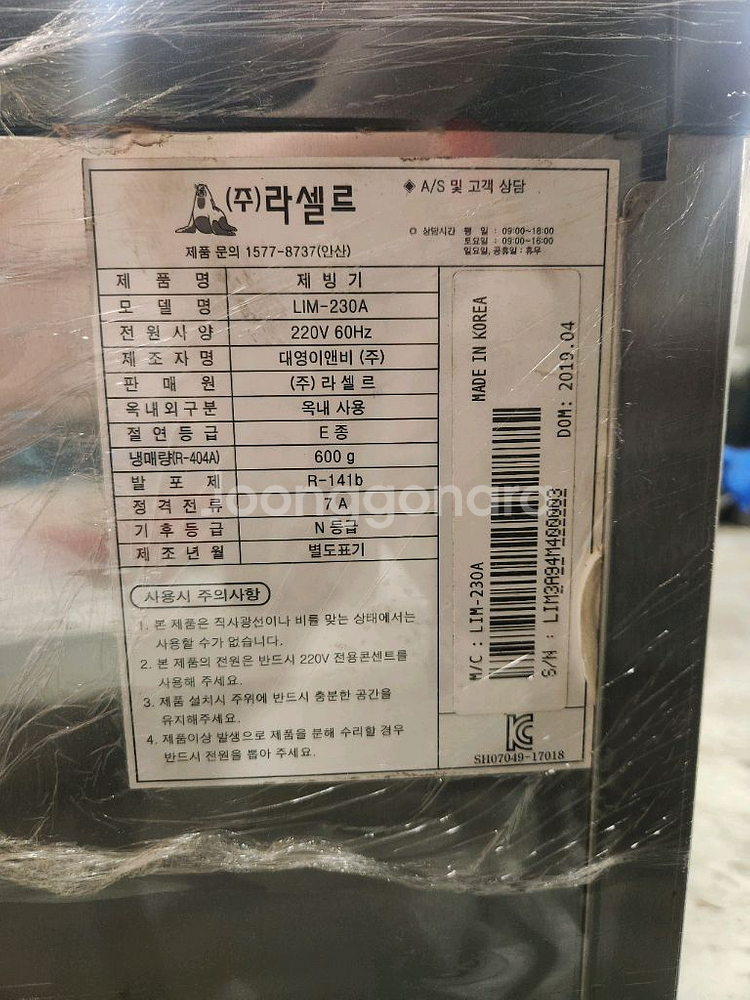 (주)라셀르
◈ A/S 및 고객 상담
제품 문의 1577-8737(안산)
○ 상담시간 평 일 : 09:00~18:00
토요일 : 09:00~16:00
일요일, 공휴일 : 휴무
제 품 명 제 빙 기
모 델 명 LIM-230A
전 원 사 양 220V 60Hz
제 조 자 명 대영이앤비 (주)
판 매 원 (주) 라 셀 르
옥내외구분 옥내 사용
절 연 등 급 E 종
냉매량(R-404A) 600 g
발 포 제 R-141b
정 격 전 류 7 A
기 후 등 급 N 등급
제 조 년 월 별도표기
사용시 주의사항
1. 본 제품은 직사광선이나 비를 맞는 상태에서는
사용할 수가 없습니다.
2. 본 제품의 전원은 반드시 220V 전용콘센트를
사용해 주세요.
3. 제품 설치시 주위에 반드시 충분한 공간을
유지해주세요.
4. 제품이상 발생으로 제품을 분해 수리할 경우
반드시 전원을 뽑아 주세요.
MADE IN KOREA
DOM: 2019.04
M/C : LIM-230A
S/N : LIM3A94M400003
SH07049-17018
joonggonara